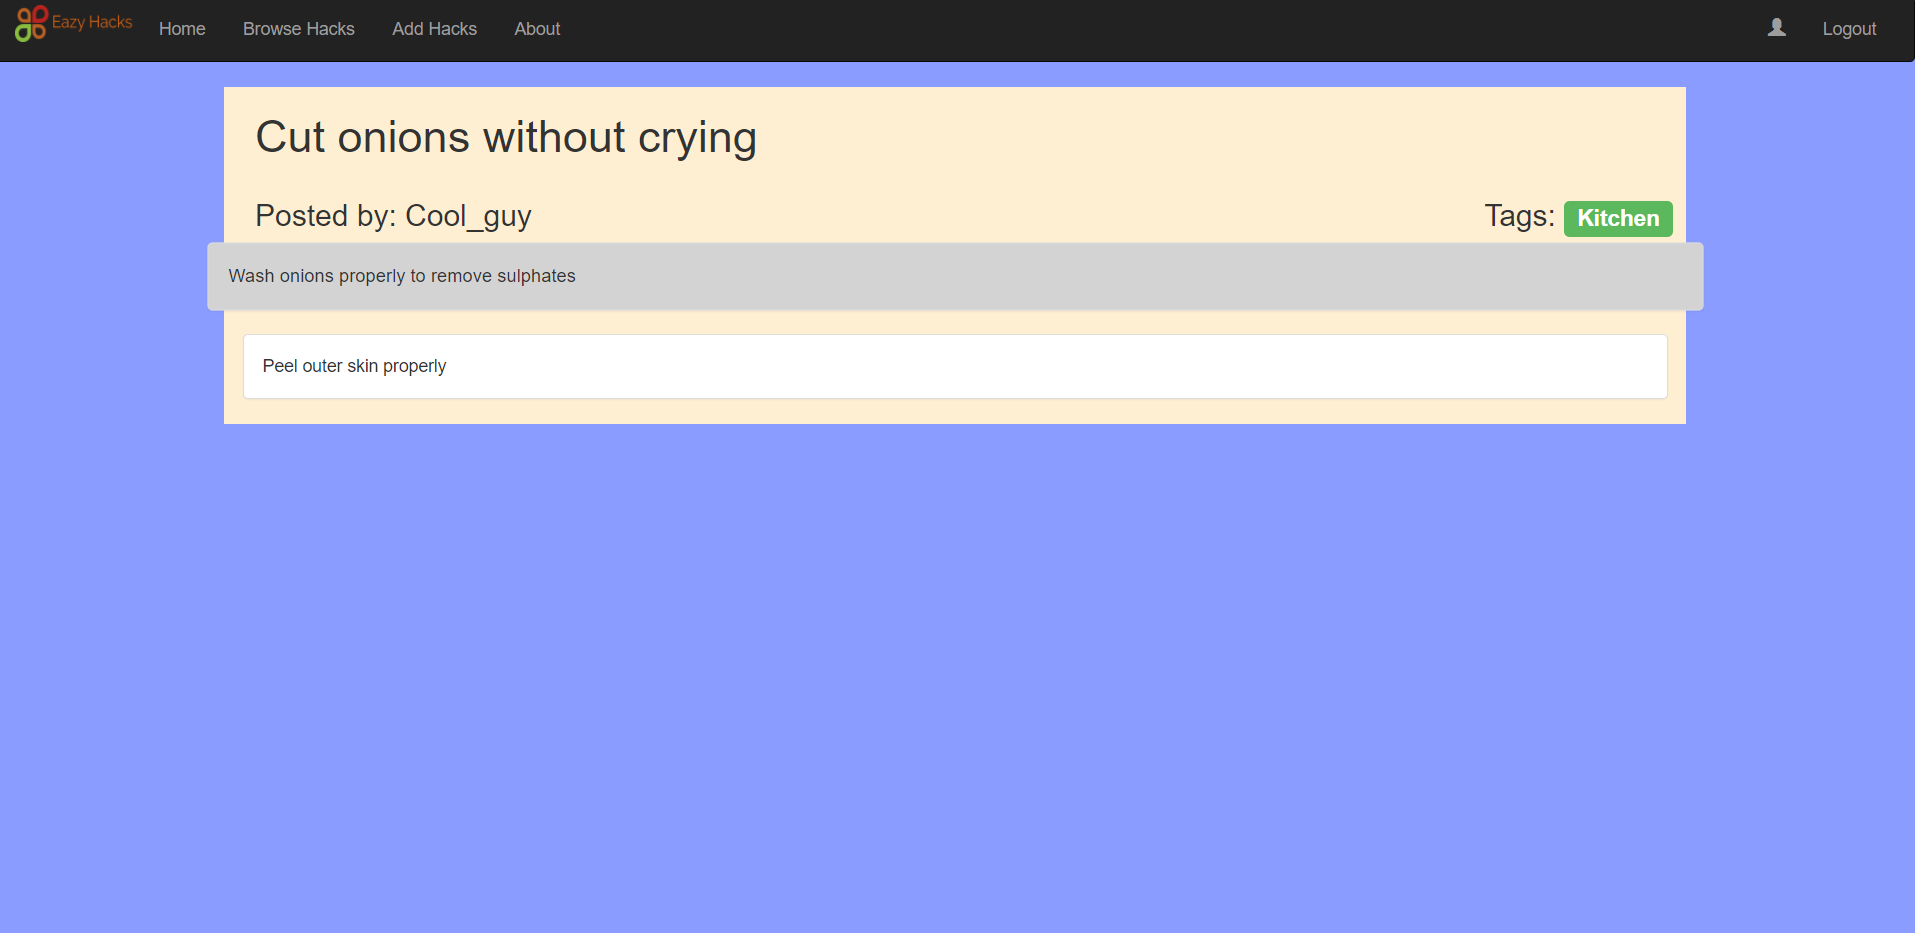 Eazy Hacks Home Browse Hacks Add Hacks About Logout
Cut onions without crying
Posted by: Cool_guy Tags: Kitchen
Wash onions properly to remove sulphates
Peel outer skin properly